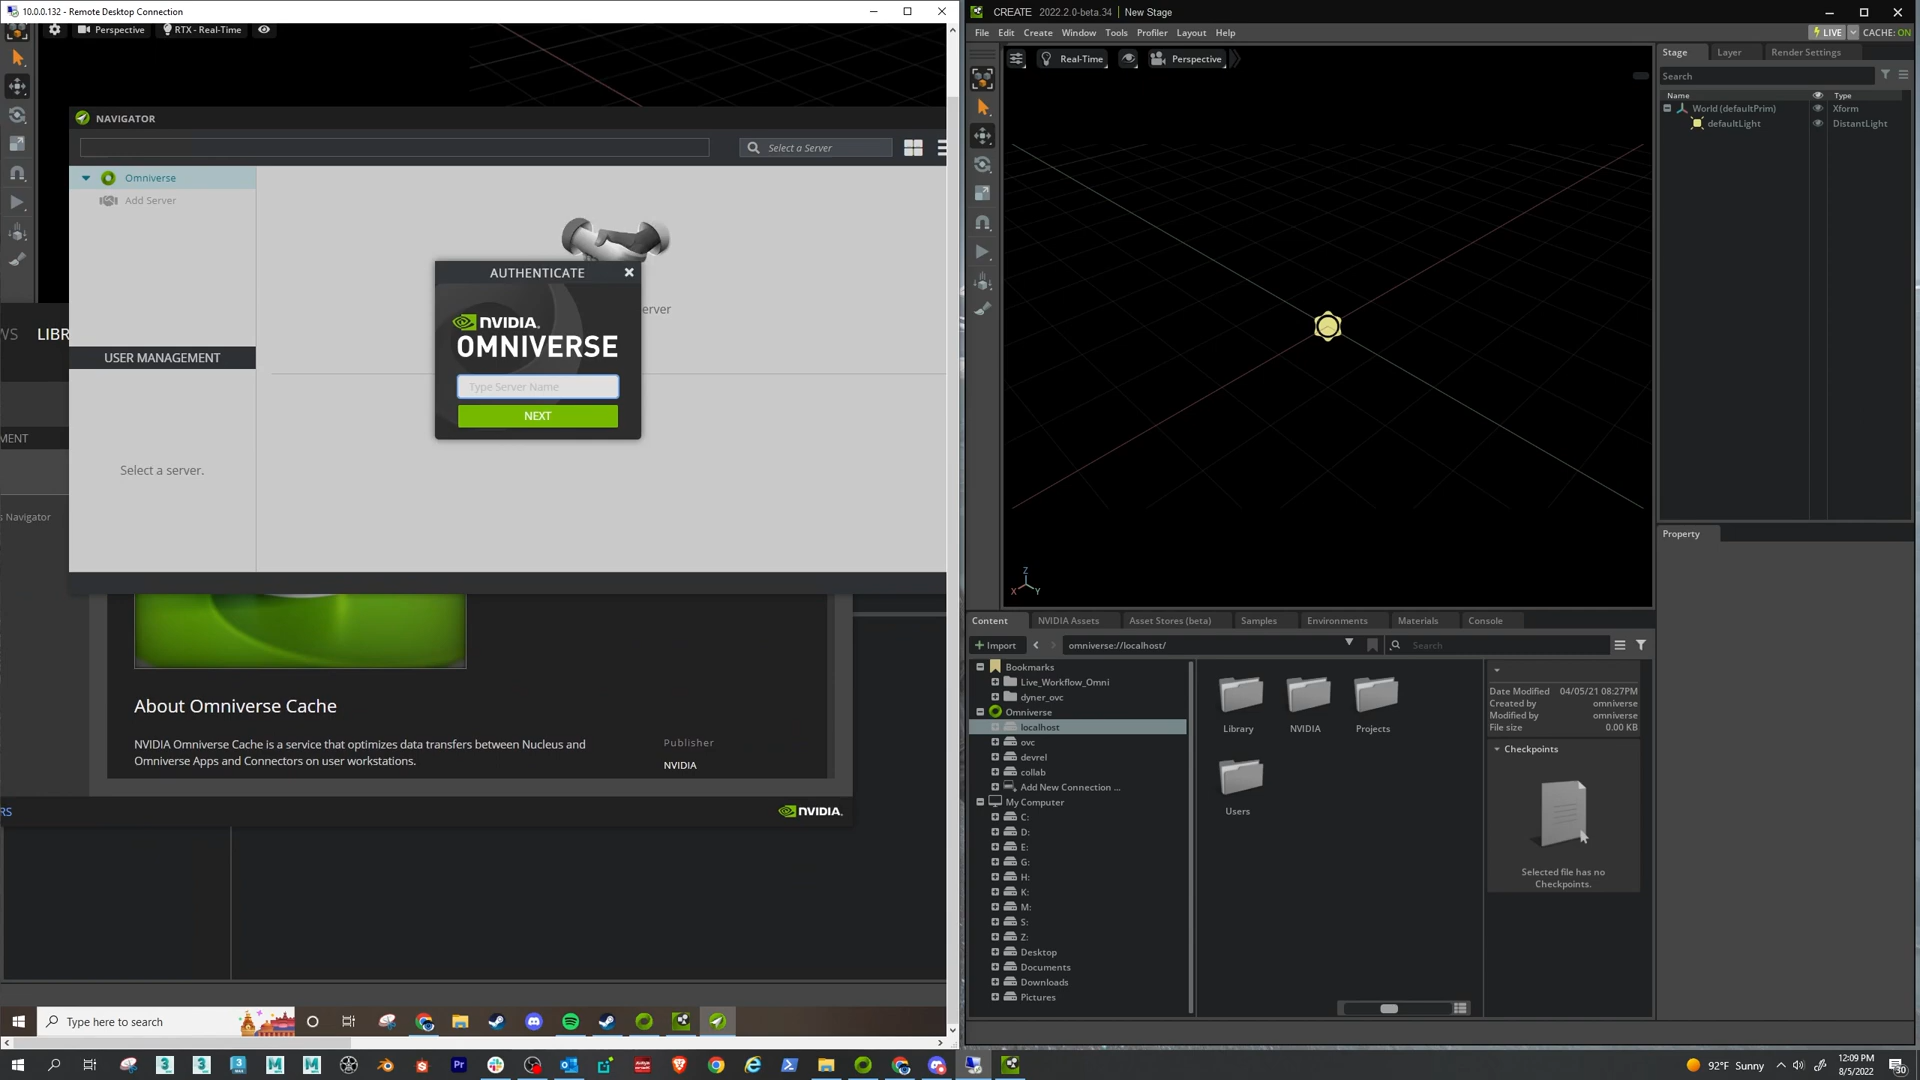 10.0.0.132 - Remote Desktop Connection
Perspective
RTX - Real-Time
NAVIGATOR
Select a Server
Omniverse
Add Server
erver
AUTHENTICATE
NVIDIA.
OMNIVERSE
Type Server Name
NEXT
WS LIBR
USER MANAGEMENT
MENT
Select a server.
s Navigator
About Omniverse Cache
NVIDIA Omniverse Cache is a service that optimizes data transfers between Nucleus and
Omniverse Apps and Connectors on user workstations.
Publisher
NVIDIA
RS
NVIDIA.
Type here to search
CREATE 2022.2.0-beta.34 | New Stage
File Edit Create Window Tools Profiler Layout Help
LIVE
CACHE: ON
Real-Time
Perspective
Z
X
Y
Stage
Layer
Render Settings
Search
Name
Type
World (defaultPrim)
Xform
defaultLight
DistantLight
Property
Content
NVIDIA Assets
Asset Stores (beta)
Samples
Environments
Materials
Console
Import
omniverse://localhost/
Search
Bookmarks
Live_Workflow_Omni
dyner_ovc
Omniverse
localhost
ovc
devrel
collab
Add New Connection ...
My Computer
C:
D:
E:
G:
H:
K:
M:
S:
Z:
Desktop
Documents
Downloads
Pictures
Library
NVIDIA
Projects
Users
Date Modified 04/05/21 08:27PM
Created by omniverse
Modified by omniverse
File size 0.00 KB
Checkpoints
Selected file has no
Checkpoints.
92°F Sunny
12:09 PM
8/5/2022
30